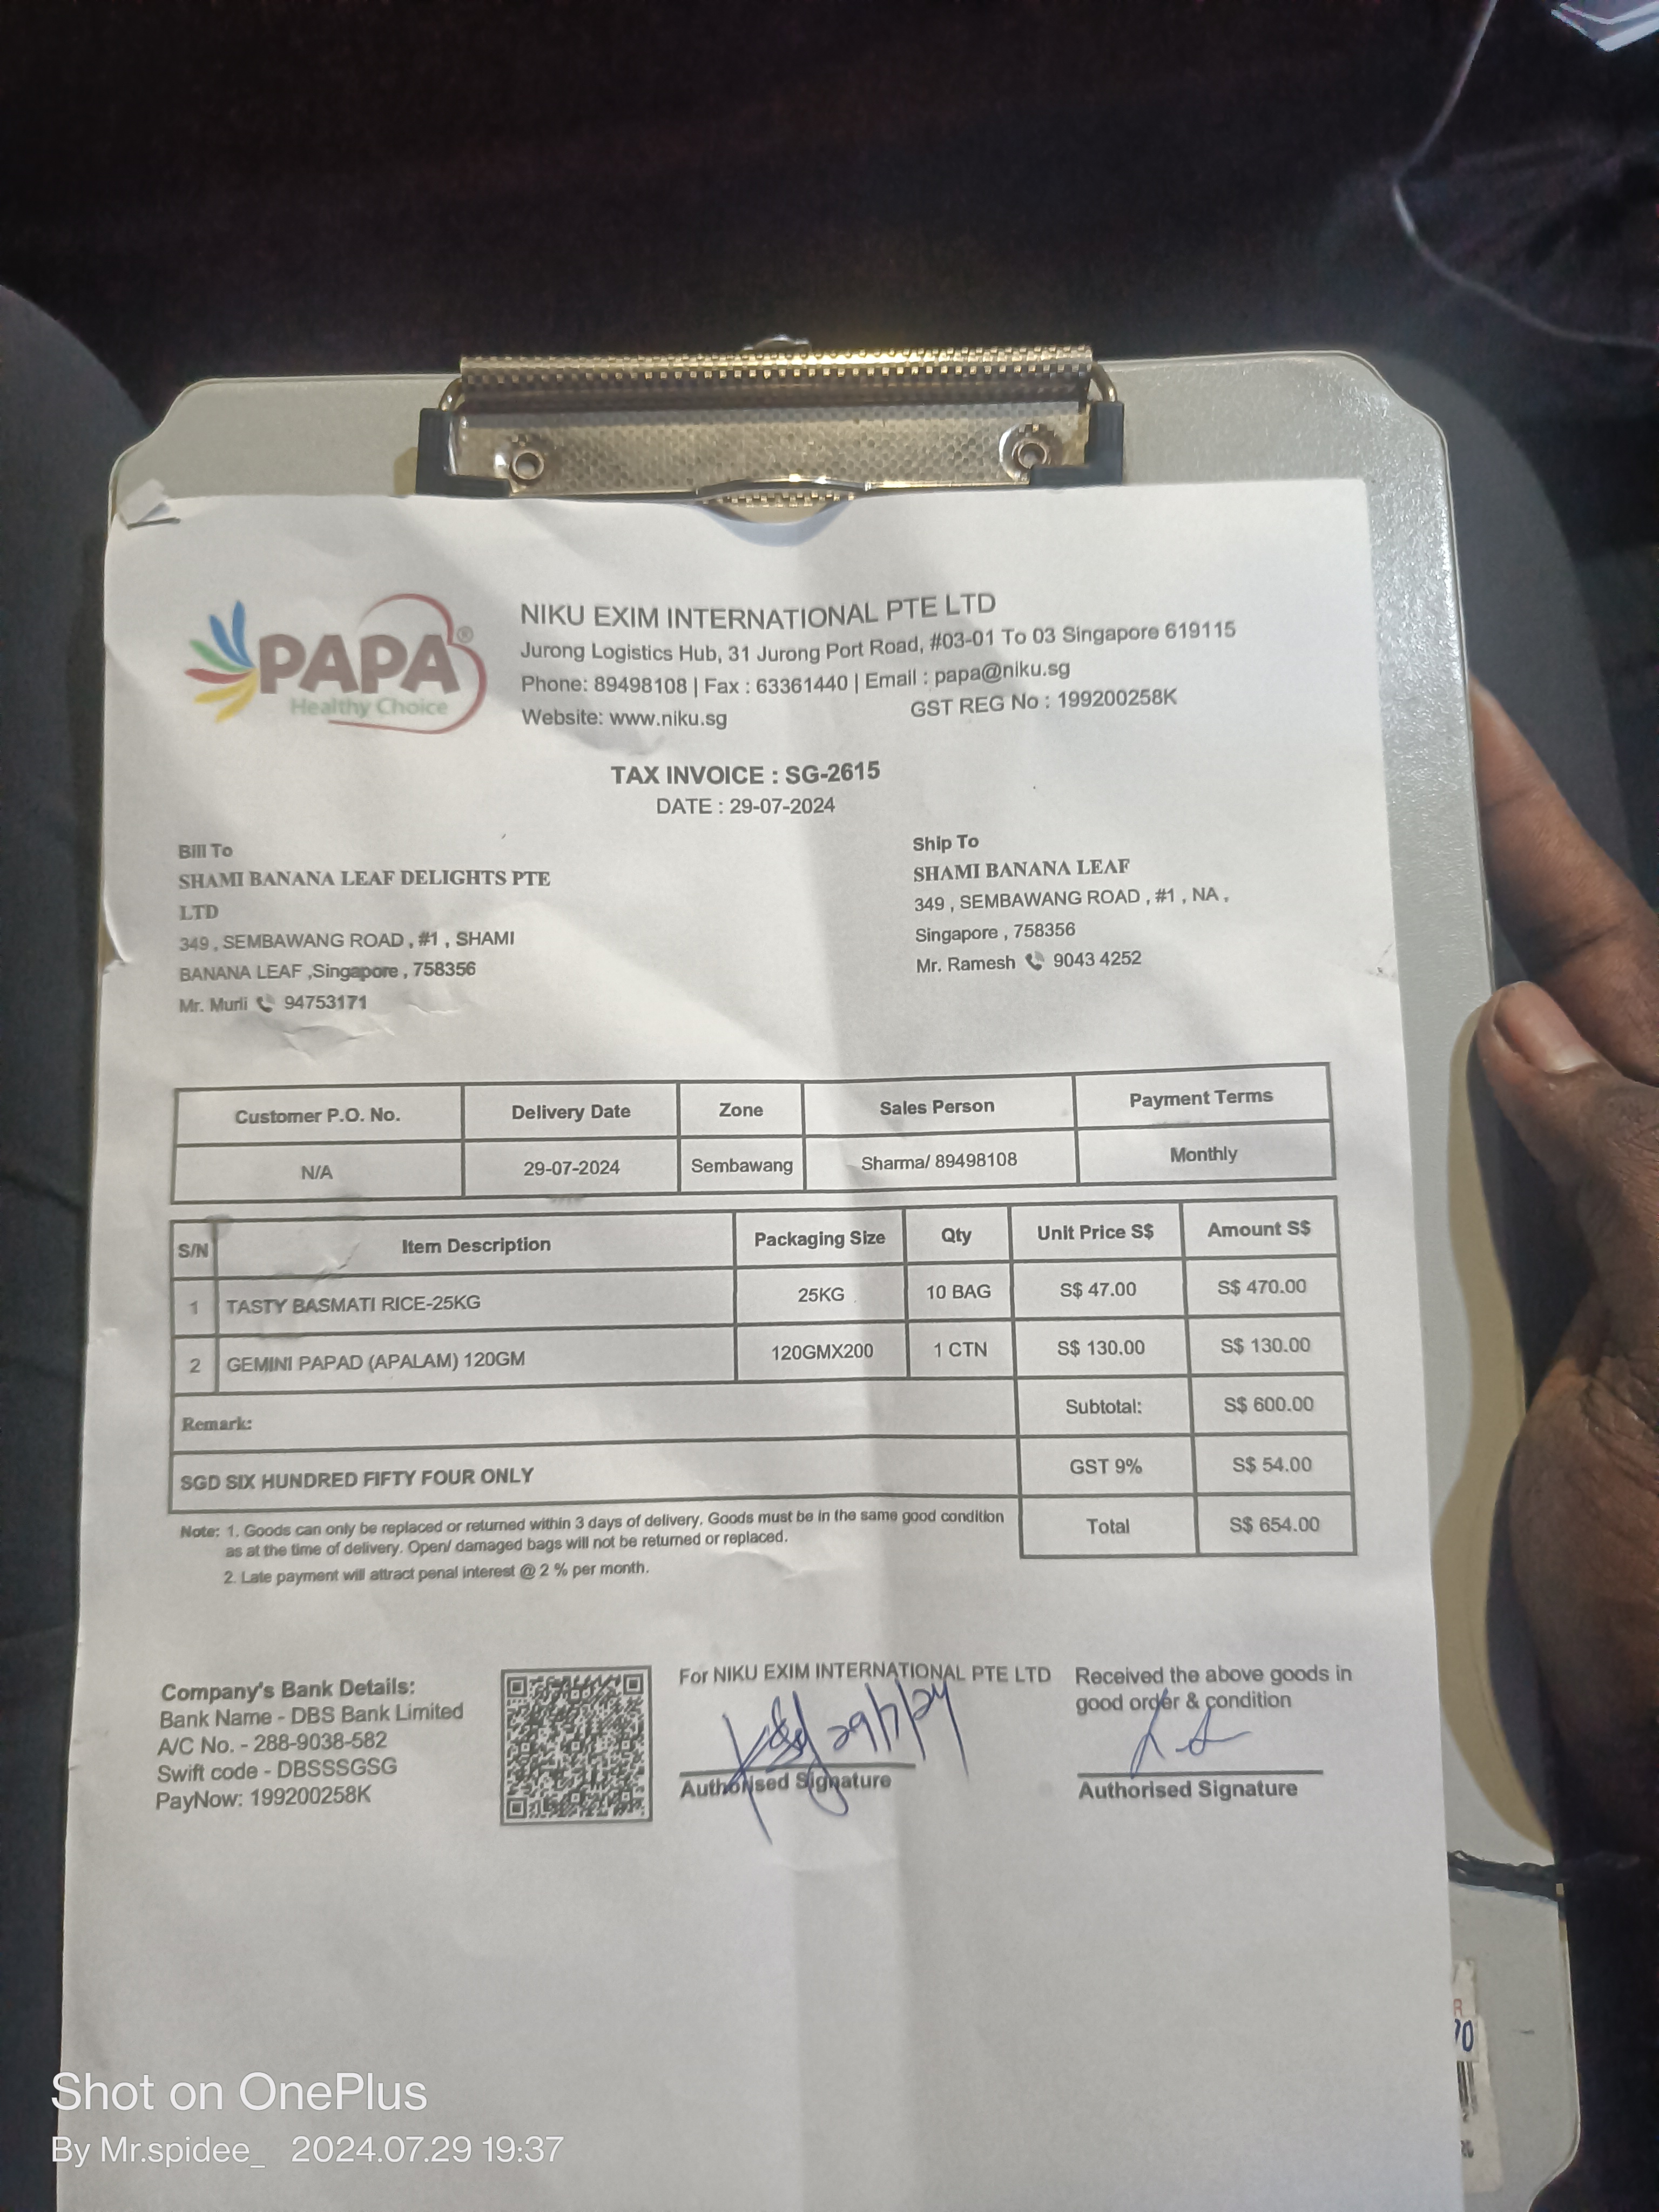 PAPA®
Healthy Choice
NIKU EXIM INTERNATIONAL PTE LTD
Jurong Logistics Hub, 31 Jurong Port Road, #03-01 To 03 Singapore 619115
Phone: 89498108 | Fax : 63361440 | Email : papa@niku.sg
Website: www.niku.sg GST REG No : 199200258K
TAX INVOICE : SG-2615
DATE : 29-07-2024
Bill To
SHAMI BANANA LEAF DELIGHTS PTE
LTD
349 , SEMBAWANG ROAD , #1 , SHAMI
BANANA LEAF ,Singapore , 758356
Mr. Murli 94753171
Ship To
SHAMI BANANA LEAF
349 , SEMBAWANG ROAD , #1 , NA ,
Singapore , 758356
Mr. Ramesh 9043 4252
Customer P.O. No. Delivery Date Zone Sales Person Payment Terms
N/A 29-07-2024 Sembawang Sharma/ 89498108 Monthly
S/N Item Description Packaging Size Qty Unit Price S$ Amount S$
1 TASTY BASMATI RICE-25KG 25KG 10 BAG S$ 47.00 S$ 470.00
2 GEMINI PAPAD (APALAM) 120GM 120GMX200 1 CTN S$ 130.00 S$ 130.00
Remark: Subtotal: S$ 600.00
SGD SIX HUNDRED FIFTY FOUR ONLY GST 9% S$ 54.00
Total S$ 654.00
Note: 1. Goods can only be replaced or returned within 3 days of delivery. Goods must be in the same good condition
as at the time of delivery. Open/ damaged bags will not be returned or replaced.
2. Late payment will attract penal interest @ 2 % per month.
Company's Bank Details:
Bank Name - DBS Bank Limited
A/C No. - 288-9038-582
Swift code - DBSSSGSG
PayNow: 199200258K
For NIKU EXIM INTERNATIONAL PTE LTD
29/7/24
Authorised Signature
Received the above goods in
good order & condition
Authorised Signature
Shot on OnePlus
By Mr.spidee_ 2024.07.29 19:37